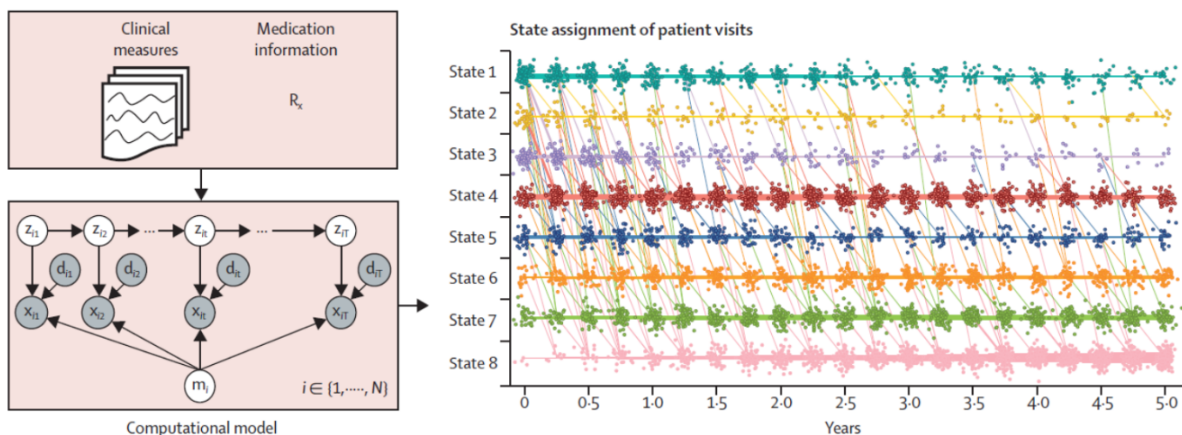 Clinical
measures
Medication
information
Rx
zi1
zi2
...
zit
...
ziT
di1
di2
dit
diT
xi1
xi2
xit
xiT
mi
i ∈ {1,....., N}
Computational model
State assignment of patient visits
State 1
State 2
State 3
State 4
State 5
State 6
State 7
State 8
0 0·5 1·0 1·5 2·0 2·5 3·0 3·5 4·0 4·5 5·0
Years